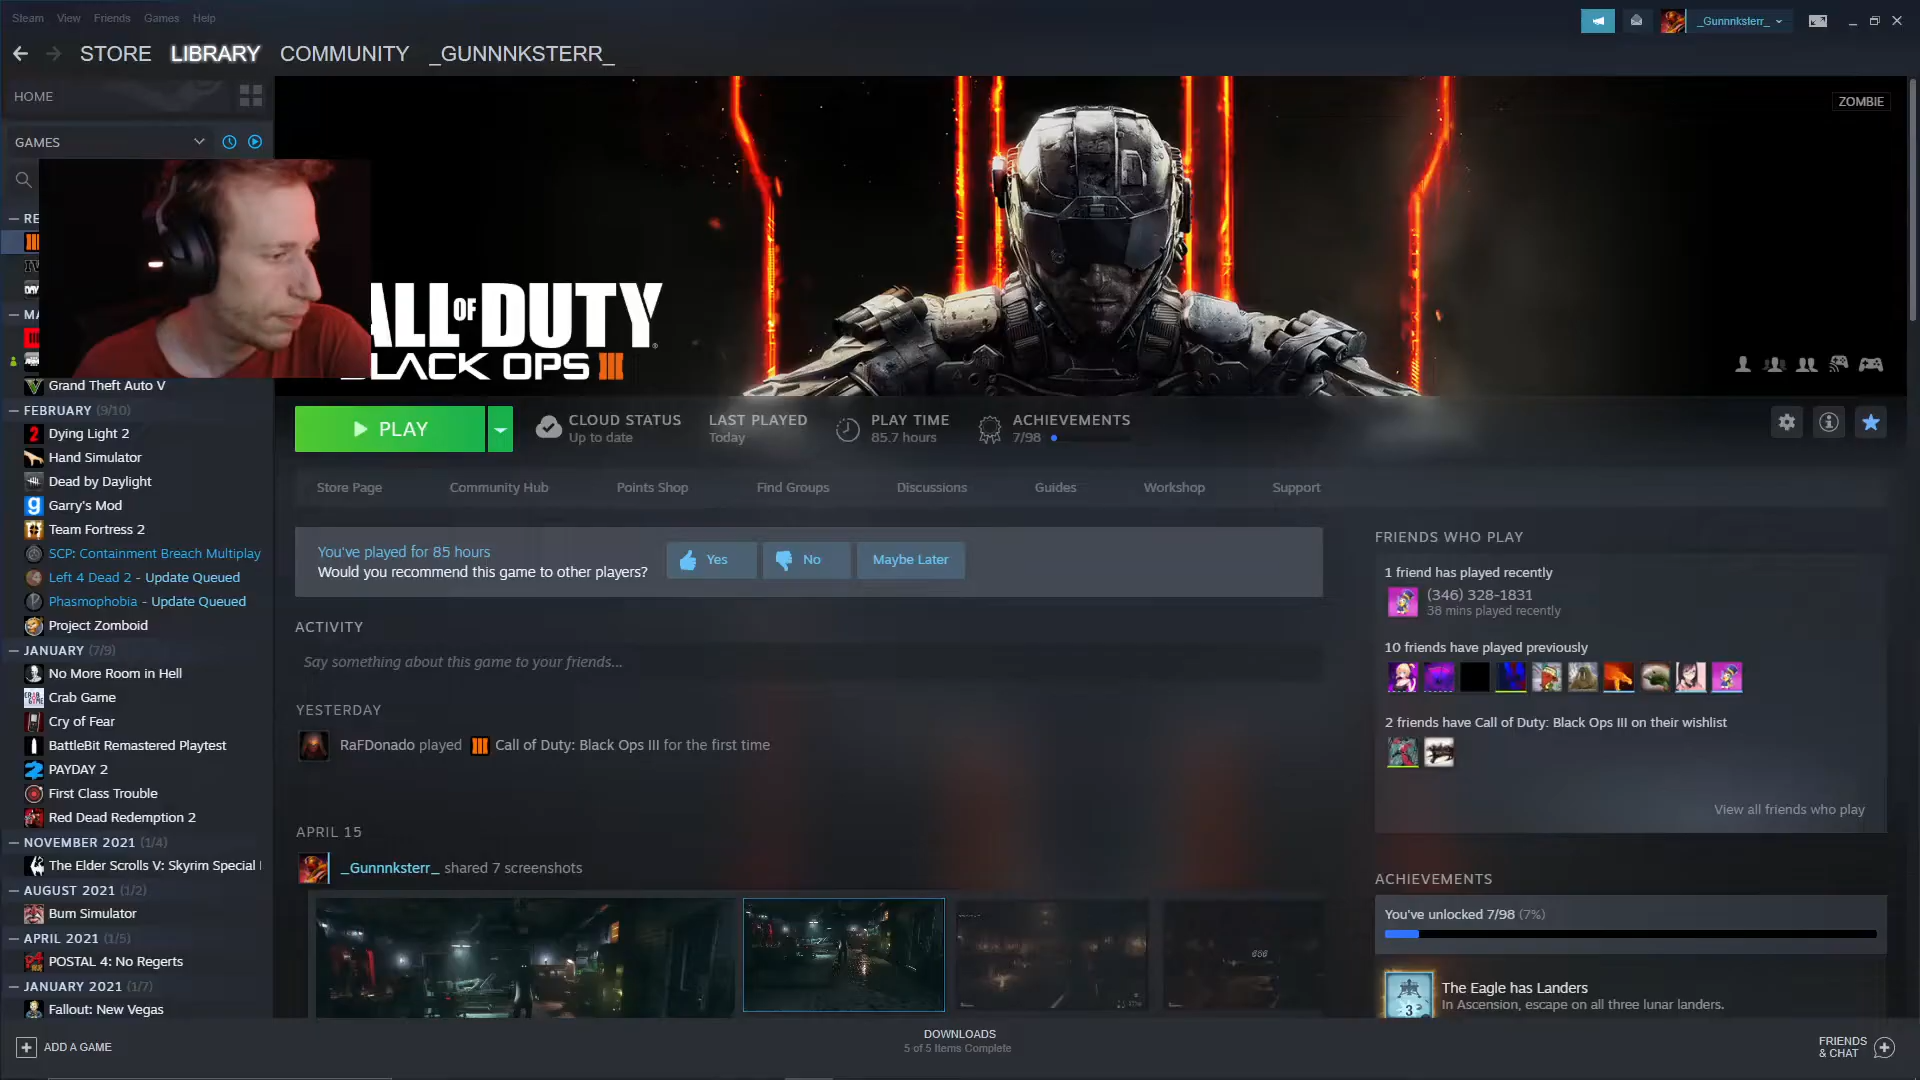 Steam View Friends Games Help
_Gunnnksterr_
STORE LIBRARY COMMUNITY _GUNNNKSTERR_
HOME
ZOMBIE
GAMES
RE
ALL OF DUTY
LACK OPS III
MA
Grand Theft Auto V
FEBRUARY (9/10)
Dying Light 2
Hand Simulator
Dead by Daylight
Garry's Mod
Team Fortress 2
SCP: Containment Breach Multiplay
Left 4 Dead 2 - Update Queued
Phasmophobia - Update Queued
Project Zomboid
JANUARY (7/9)
No More Room in Hell
Crab Game
Cry of Fear
BattleBit Remastered Playtest
PAYDAY 2
First Class Trouble
Red Dead Redemption 2
NOVEMBER 2021 (1/4)
The Elder Scrolls V: Skyrim Special
AUGUST 2021 (1/2)
Bum Simulator
APRIL 2021 (1/5)
POSTAL 4: No Regerts
JANUARY 2021 (1/7)
Fallout: New Vegas
ADD A GAME
PLAY
CLOUD STATUS
Up to date
LAST PLAYED
Today
PLAY TIME
85.7 hours
ACHIEVEMENTS
7/98
Store Page Community Hub Points Shop Find Groups Discussions Guides Workshop Support
You've played for 85 hours
Would you recommend this game to other players?
Yes No Maybe Later
ACTIVITY
Say something about this game to your friends...
YESTERDAY
RaFDonado played Call of Duty: Black Ops III for the first time
APRIL 15
_Gunnnksterr_ shared 7 screenshots
FRIENDS WHO PLAY
1 friend has played recently
(346) 328-1831
38 mins played recently
10 friends have played previously
2 friends have Call of Duty: Black Ops III on their wishlist
View all friends who play
ACHIEVEMENTS
You've unlocked 7/98 (7%)
The Eagle has Landers
In Ascension, escape on all three lunar landers.
3
DOWNLOADS
5 of 5 Items Complete
FRIENDS
& CHAT